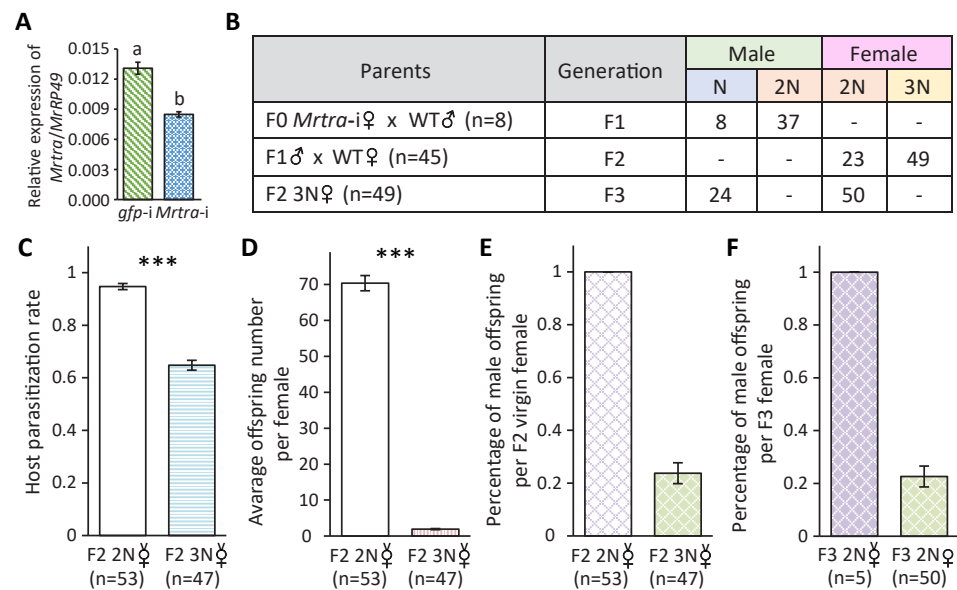 A
Relative expression of
Mrtra/MrRP49
0.015
0.012
0.009
0.006
0.003
0.000
a
b
gfp-i Mrtra-i
B
Parents Generation Male Female
N 2N 2N 3N
F0 Mrtra-i♀ x WT♂ (n=8) F1 8 37 - -
F1♂ x WT♀ (n=45) F2 - - 23 49
F2 3N♀ (n=49) F3 24 - 50 -
C
Host parasitization rate
1
0.8
0.6
0.4
0.2
0
***
F2 2N ⚥ F2 3N ⚥
(n=53) (n=47)
D
Avarage offspring number
per female
70
60
50
40
30
20
10
0
***
F2 2N v♀ F2 3N v♀
(n=53) (n=47)
E
Percentage of male offspring
per F2 virgin female
1
0.8
0.6
0.4
0.2
0
F2 2N v♀ F2 3N v♀
(n=53) (n=47)
F
Percentage of male offspring
per F3 female
1
0.8
0.6
0.4
0.2
0
F3 2N v♀ F3 2N ♀
(n=5) (n=50)